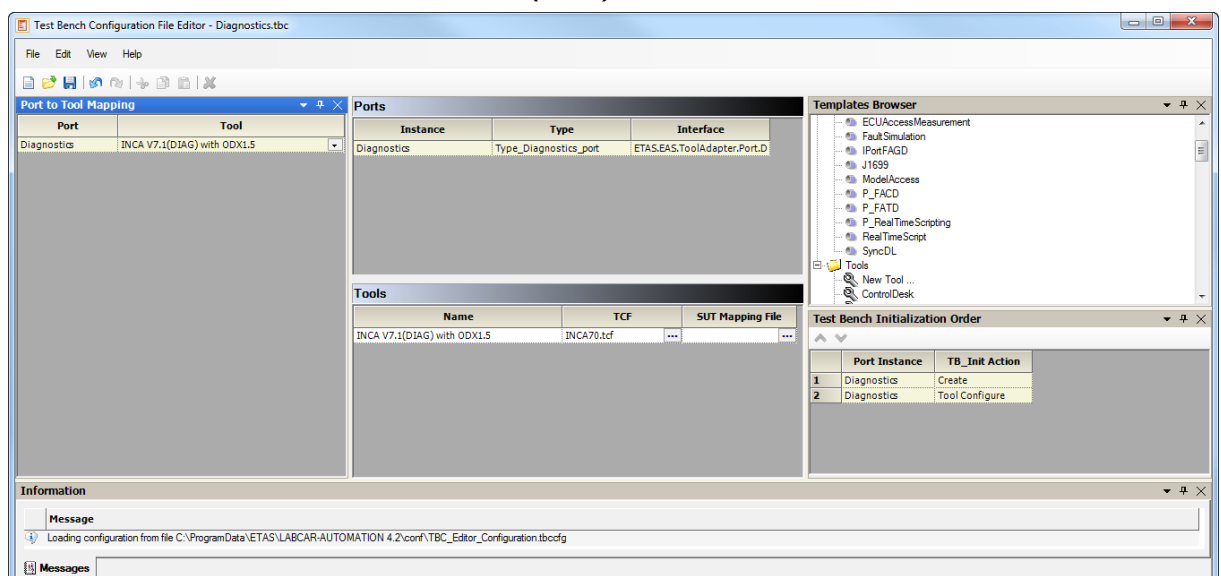 Test Bench Configuration File Editor - Diagnostics.tbc
File Edit View Help
Port to Tool Mapping
Port Tool
Diagnostics INCA V7.1(DIAG) with ODX1.5
Ports
Instance Type Interface
Diagnostics Type_Diagnostics_port ETAS.EAS.ToolAdapter.Port.D
Tools
Name TCF SUT Mapping File
INCA V7.1(DIAG) with ODX1.5 INCA70.tcf ... ...
Templates Browser
ECUAccessMeasurement
FaultSimulation
IPortFAGD
J1699
ModelAccess
P_FACD
P_FATD
P_RealTimeScripting
RealTimeScript
SyncDL
Tools
New Tool ...
ControlDesk
Test Bench Initialization Order
Port Instance TB_Init Action
1 Diagnostics Create
2 Diagnostics Tool Configure
Information
Message
Loading configuration from file C:\ProgramData\ETAS\LABCAR-AUTOMATION 4.2\conf\TBC_Editor_Configuration.tbccfg
Messages